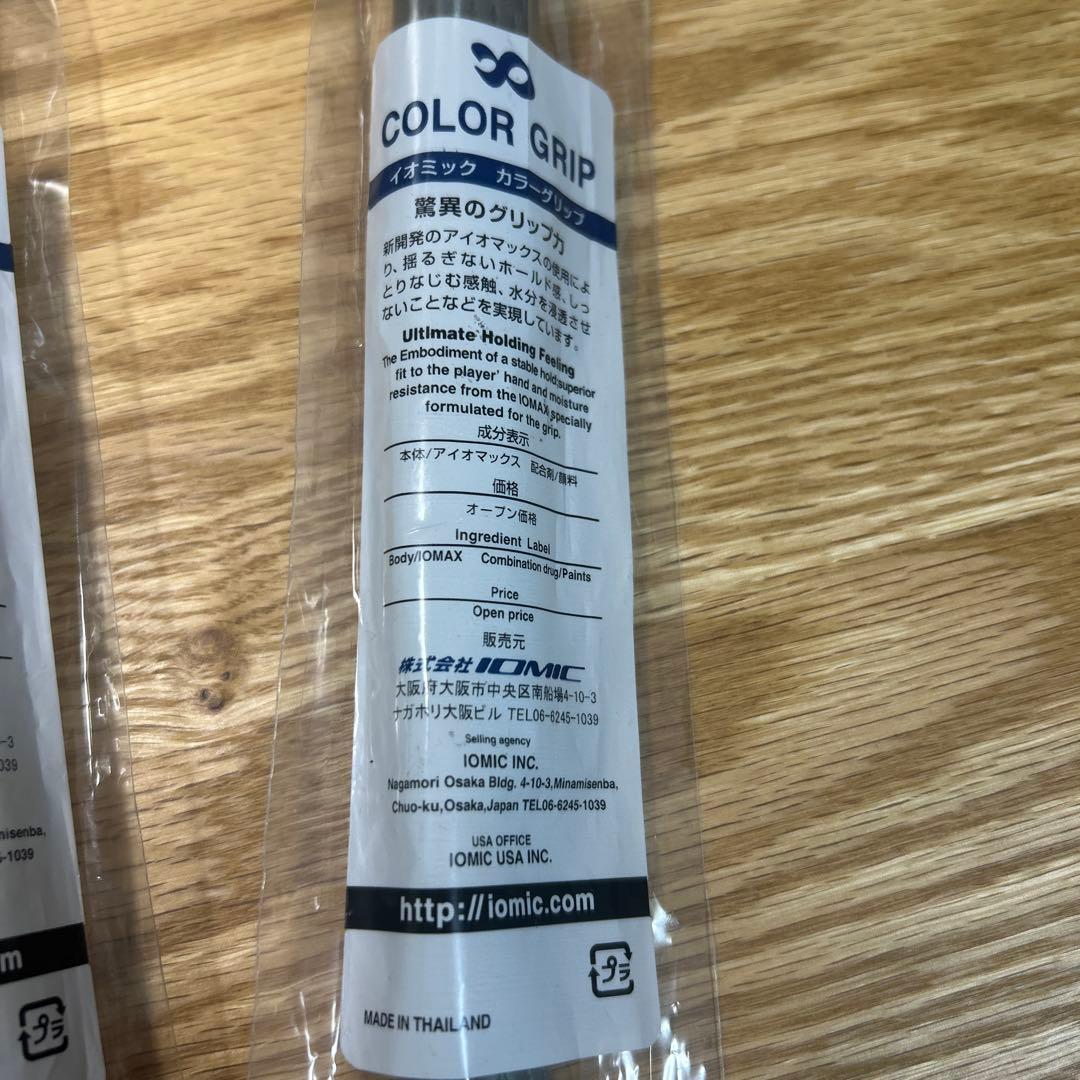 COLOR GRIP
イオミック カラーグリップ
驚異のグリップ力
新開発のアイオマックスの使用によ
り、揺るぎないホールド感、しっ
とりなじむ感触、水分を浸透させ
ないことなどを実現しています。
UltImate Holding Feeling
The Embodiment of a stable hold;superior
fit to the player' hand and moisture
resistance from the IOMAX specially
formulated for the grip.
成分表示
本体/アイオマックス 配合剤/顔料
価格
オープン価格
Ingredient Label
Body/IOMAX Combination drug/Paints
Price
Open price
販売元
株式会社 IOMIC
大阪府大阪市中央区南船場4-10-3
ナガホリ大阪ビル TEL06-6245-1039
Selling agency
IOMIC INC.
Nagamori Osaka Bldg. 4-10-3,Minamisenba,
Chuo-ku,Osaka,Japan TEL06-6245-1039
USA OFFICE
IOMIC USA INC.
http://iomic.com
プラ
MADE IN THAILAND
-3
039
misenba,
5-1039
m
プラ